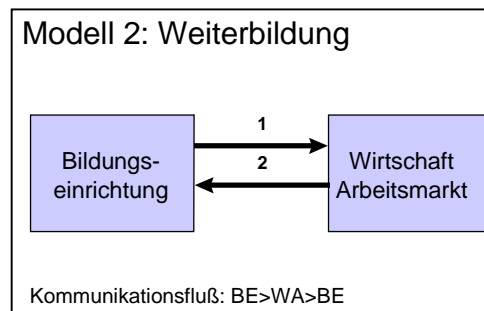 Modell 2: Weiterbildung
1
Bildungs-
einrichtung
2
Wirtschaft
Arbeitsmarkt
Kommunikationsfluß: BE>WA>BE